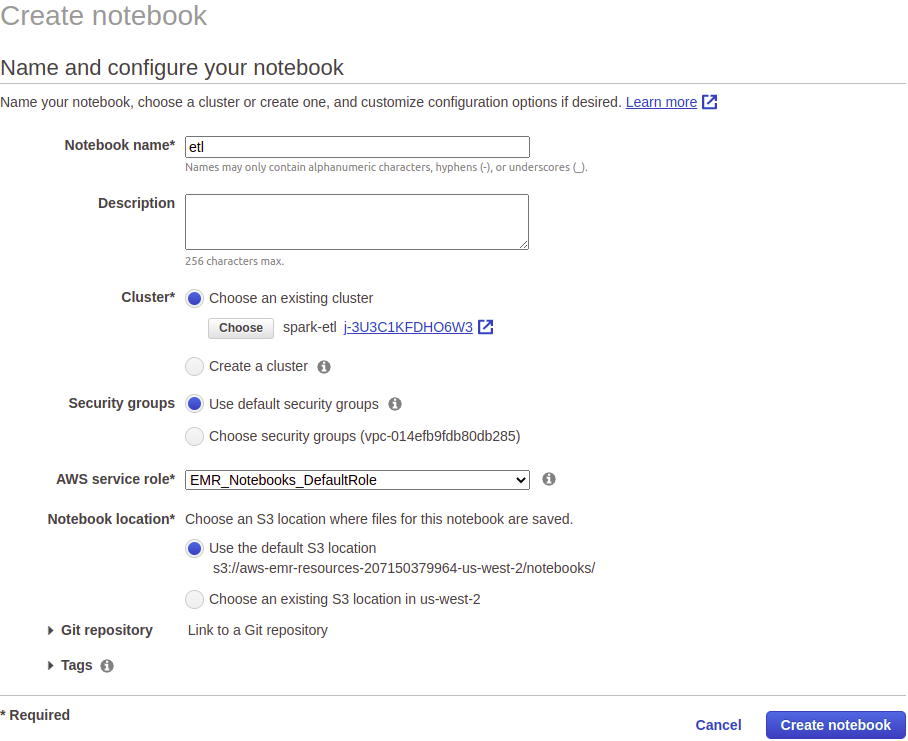 Create notebook
Name and configure your notebook
Name your notebook, choose a cluster or create one, and customize configuration options if desired. Learn more
Notebook name* etl
Names may only contain alphanumeric characters, hyphens (-), or underscores (_).
Description
256 characters max.
Cluster* Choose an existing cluster
Choose spark-etl j-3U3C1KFDHO6W3
Create a cluster
Security groups Use default security groups
Choose security groups (vpc-014efb9fdb80db285)
AWS service role* EMR_Notebooks_DefaultRole
Notebook location* Choose an S3 location where files for this notebook are saved.
Use the default S3 location
s3://aws-emr-resources-207150379964-us-west-2/notebooks/
Choose an existing S3 location in us-west-2
Git repository Link to a Git repository
Tags
* Required
Cancel Create notebook